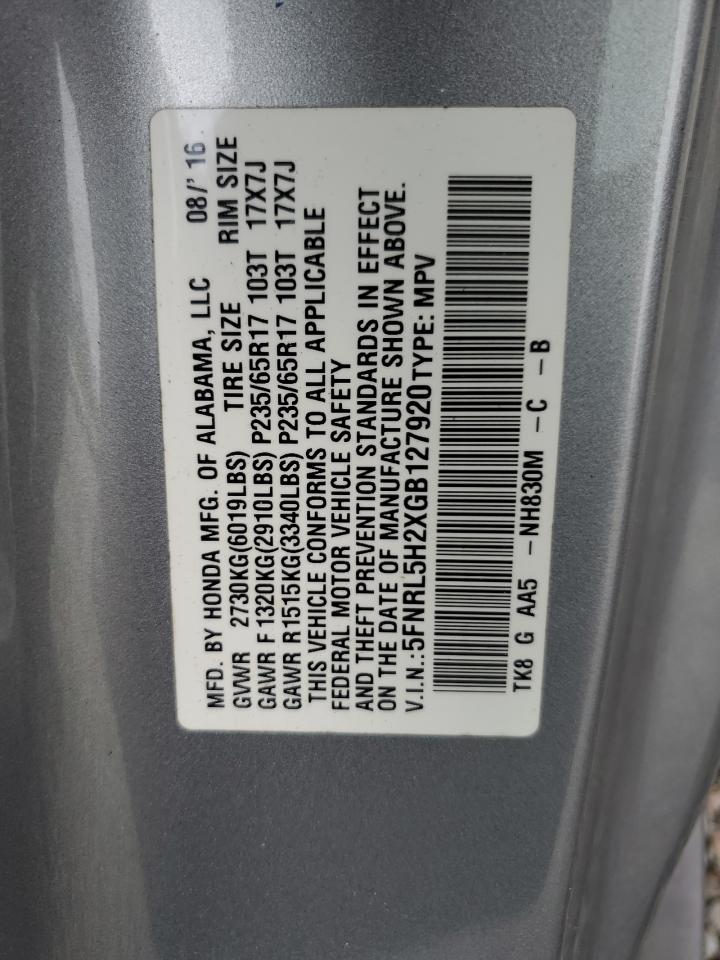 MFD. BY HONDA MFG. OF ALABAMA, LLC 08/'16
GVWR 2730KG(6019LBS) TIRE SIZE RIM SIZE
GAWR F 1320KG(2910LBS) P235/65R17 103T 17X7J
GAWR R1515KG(3340LBS) P235/65R17 103T 17X7J
THIS VEHICLE CONFORMS TO ALL APPLICABLE
FEDERAL MOTOR VEHICLE SAFETY
AND THEFT PREVENTION STANDARDS IN EFFECT
ON THE DATE OF MANUFACTURE SHOWN ABOVE.
V.I.N.:5FNRL5H2XGB127920 TYPE: MPV
TK8 G AA5 -NH830M -C -B